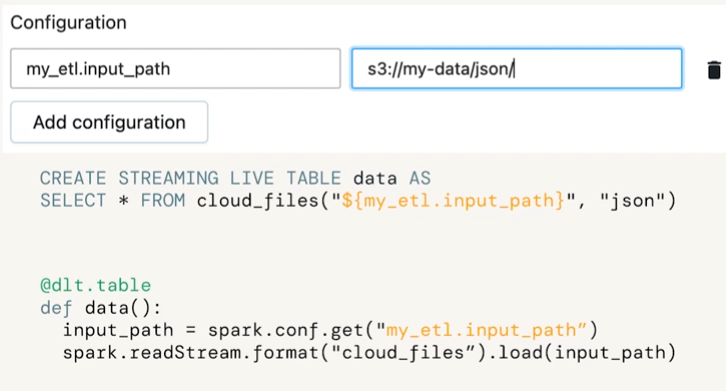 Configuration
my_etl.input_path s3://my-data/json/
Add configuration
CREATE STREAMING LIVE TABLE data AS
SELECT * FROM cloud_files("${my_etl.input_path}", "json")
@dlt.table
def data():
  input_path = spark.conf.get("my_etl.input_path”)
  spark.readStream.format("cloud_files”).load(input_path)